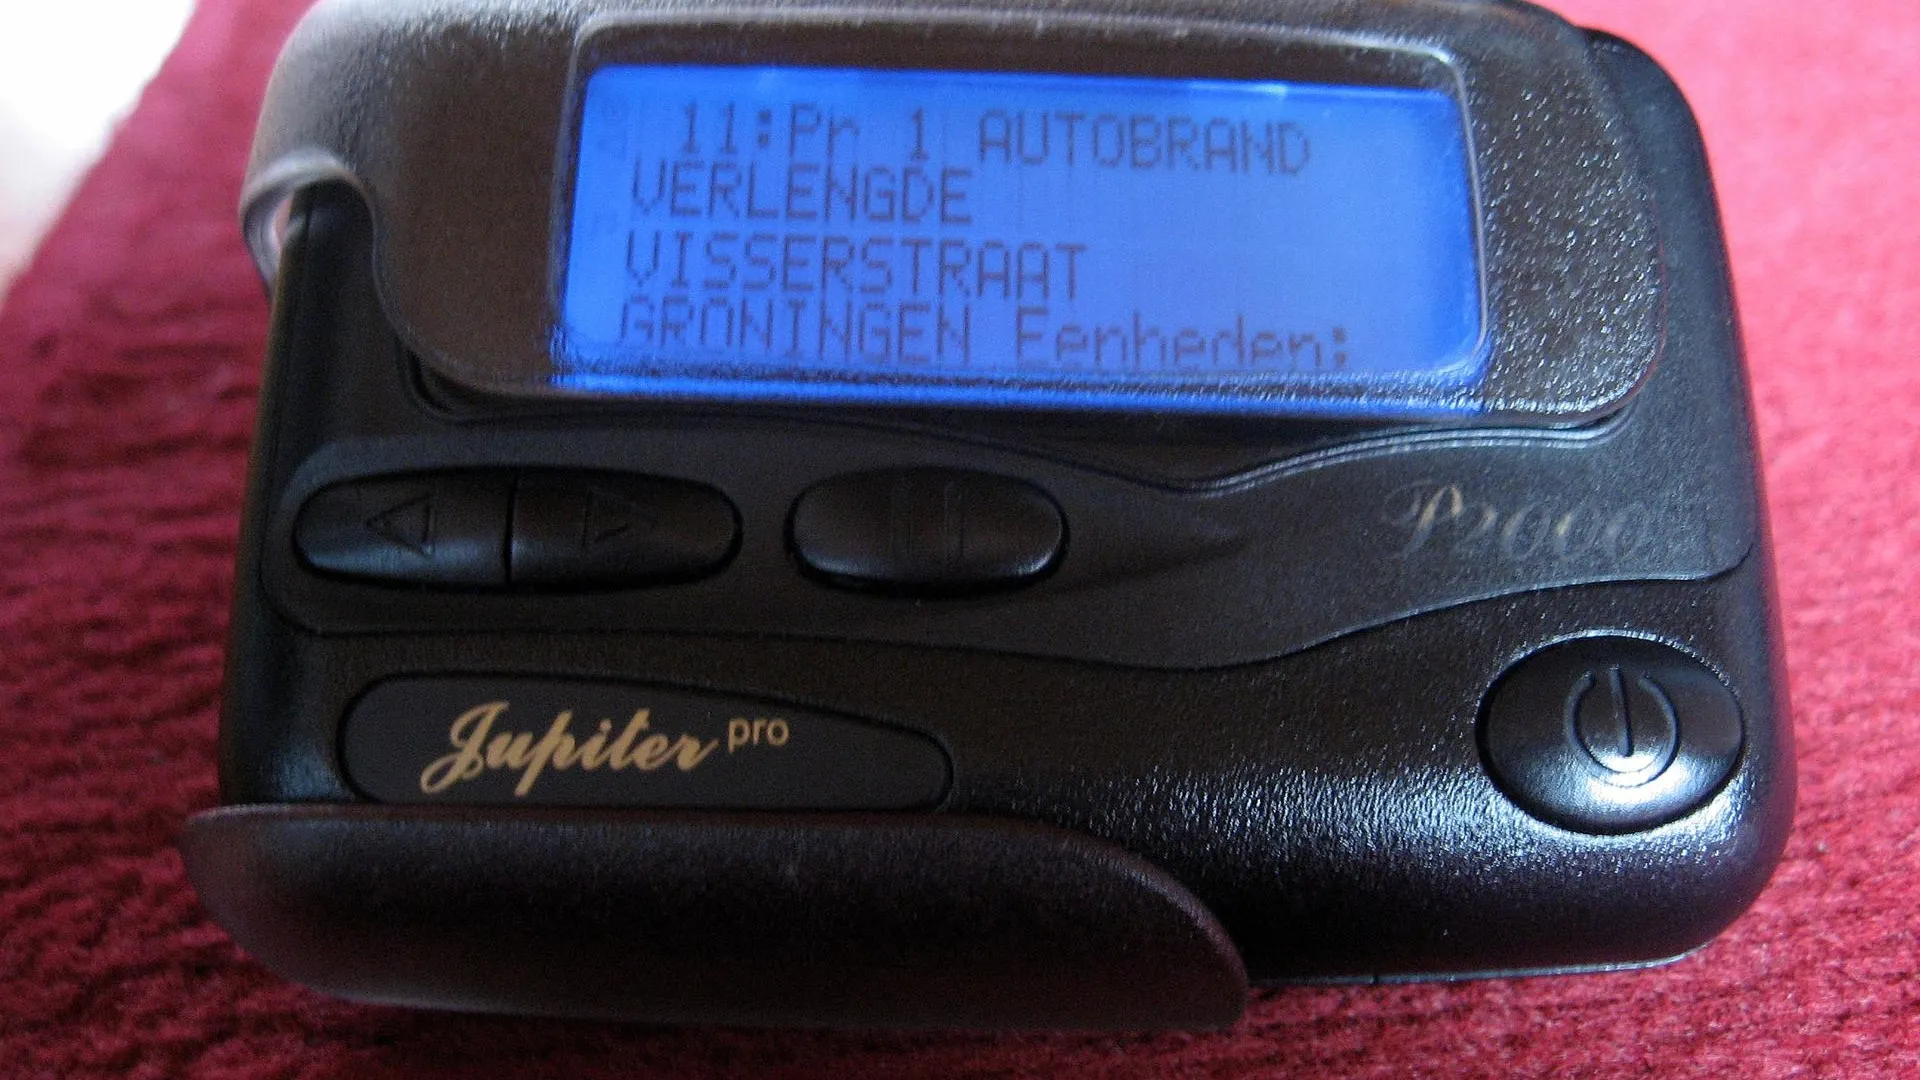 11:Pr 1 AUTOBRAND
VERLENGDE
VISSERSTRAAT
GRONINGEN Eenheden:
P2000
Jupiter pro